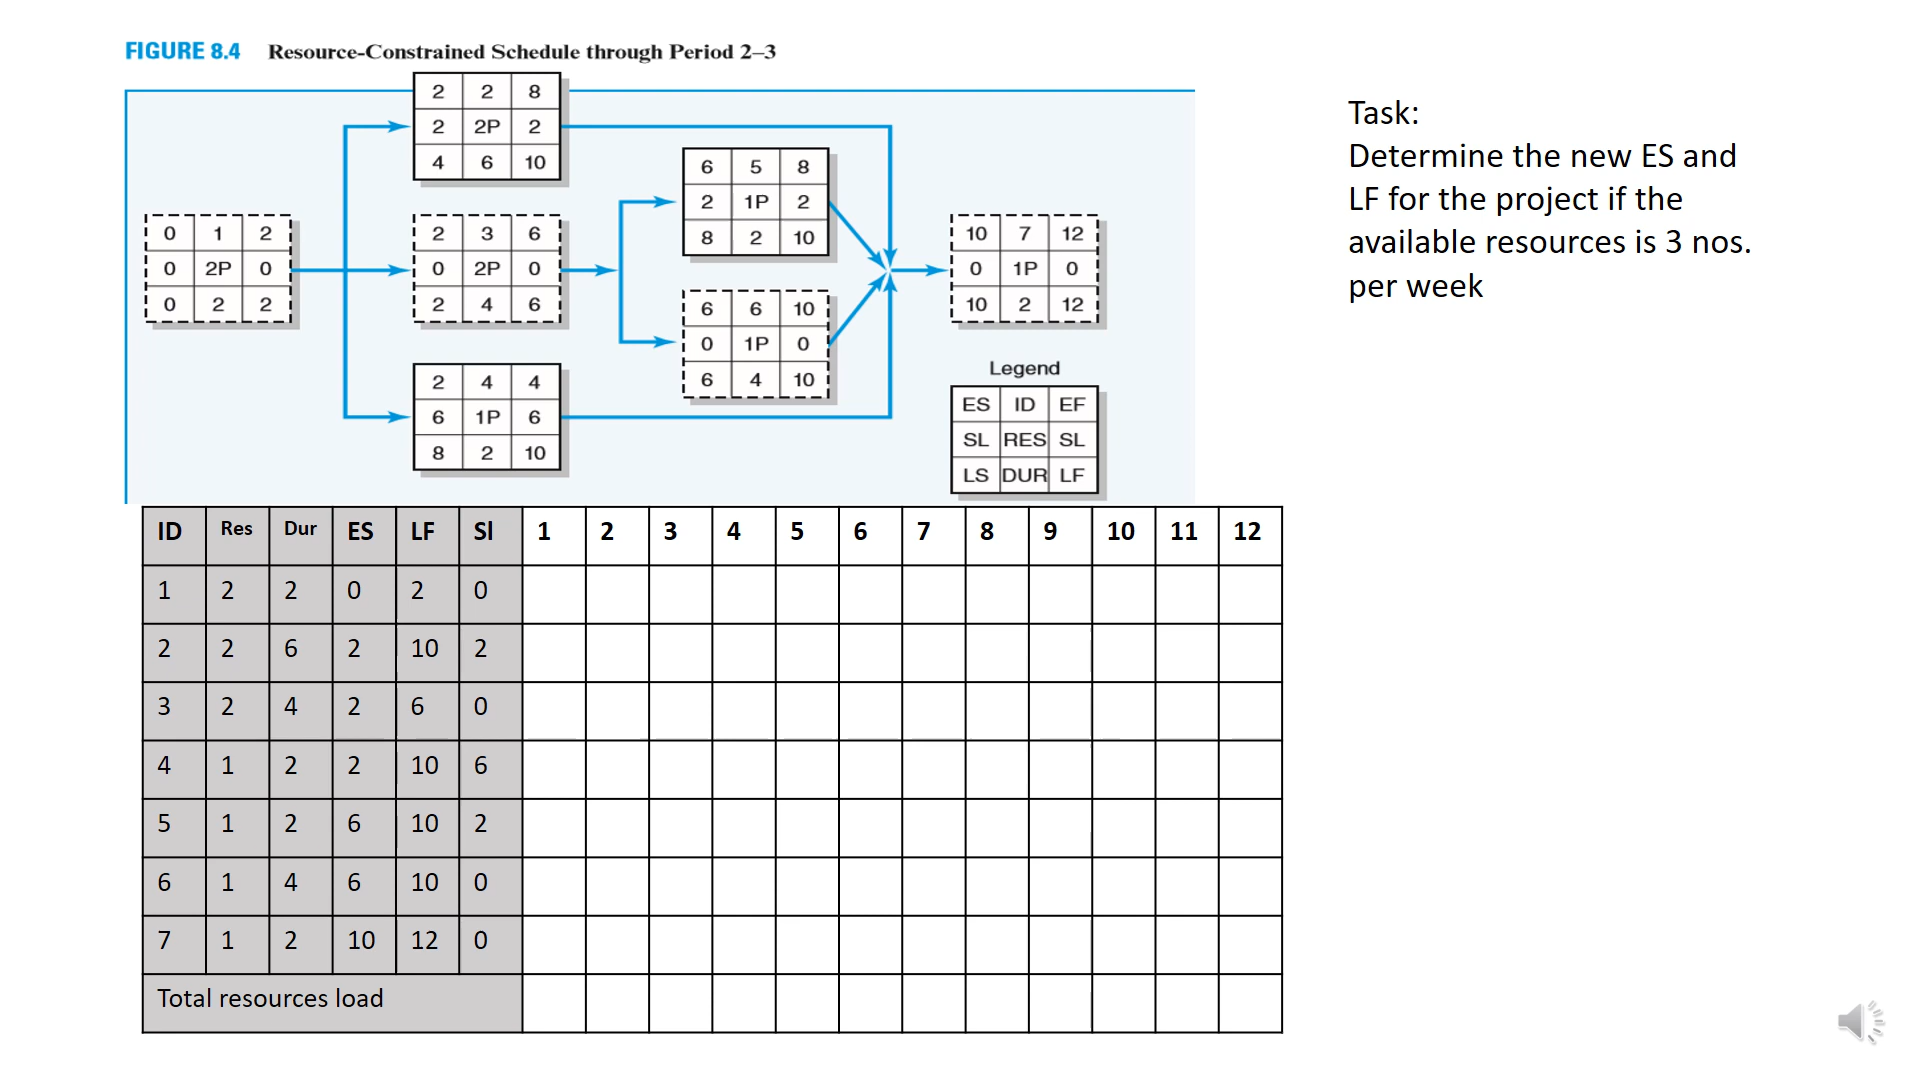 FIGURE 8.4 Resource-Constrained Schedule through Period 2–3
2 2 8
2 2P 2
4 6 10
0 1 2
0 2P 0
0 2 2
2 3 6
0 2P 0
2 4 6
2 4 4
6 1P 6
8 2 10
6 5 8
2 1P 2
8 2 10
6 6 10
0 1P 0
6 4 10
10 7 12
0 1P 0
10 2 12
Legend
ES ID EF
SL RES SL
LS DUR LF
Task:
Determine the new ES and
LF for the project if the
available resources is 3 nos.
per week
ID Res Dur ES LF Sl 1 2 3 4 5 6 7 8 9 10 11 12
1 2 2 0 2 0
2 2 6 2 10 2
3 2 4 2 6 0
4 1 2 2 10 6
5 1 2 6 10 2
6 1 4 6 10 0
7 1 2 10 12 0
Total resources load